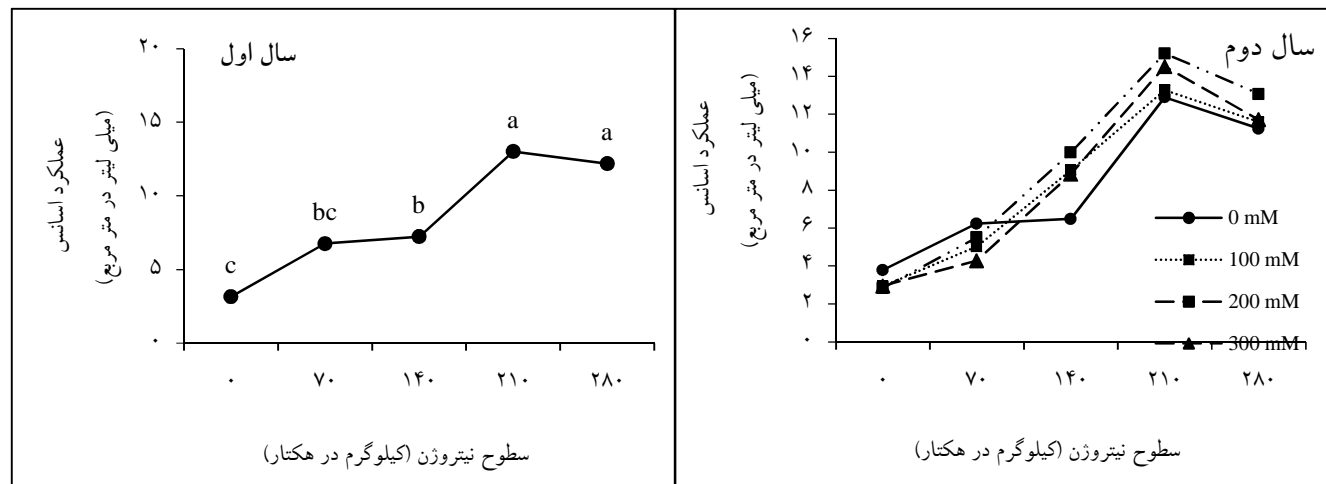 سال اول
عملکرد اسانس
(میلی لیتر در متر مربع)
۲۰
۱۵
۱۰
۵
۰
c
bc
b
a
a
۰ ۷۰ ۱۴۰ ۲۱۰ ۲۸۰
سطوح نیتروژن (کیلوگرم در هکتار)
سال دوم
عملکرد اسانس
(میلی لیتر در متر مربع)
۱۶
۱۴
۱۲
۱۰
۸
۶
۴
۲
۰
0 mM
100 mM
200 mM
300 mM
۰ ۷۰ ۱۴۰ ۲۱۰ ۲۸۰
سطوح نیتروژن (کیلوگرم در هکتار)